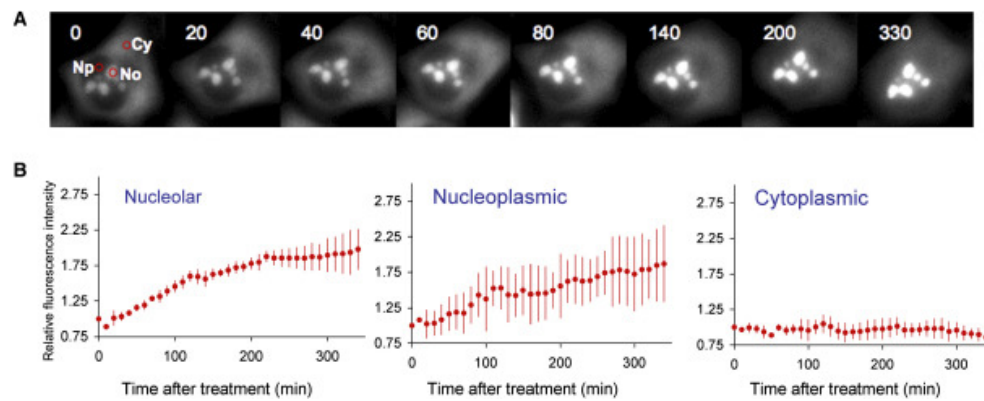 A
0 20 40 60 80 140 200 330
Cy
Np No
B
Relative fluorescence intensity
Nucleolar Nucleoplasmic Cytoplasmic
2.75 2.75 2.75
2.25 2.25 2.25
1.75 1.75 1.75
1.25 1.25 1.25
0.75 0.75 0.75
0 100 200 300 0 100 200 300 0 100 200 300
Time after treatment (min) Time after treatment (min) Time after treatment (min)